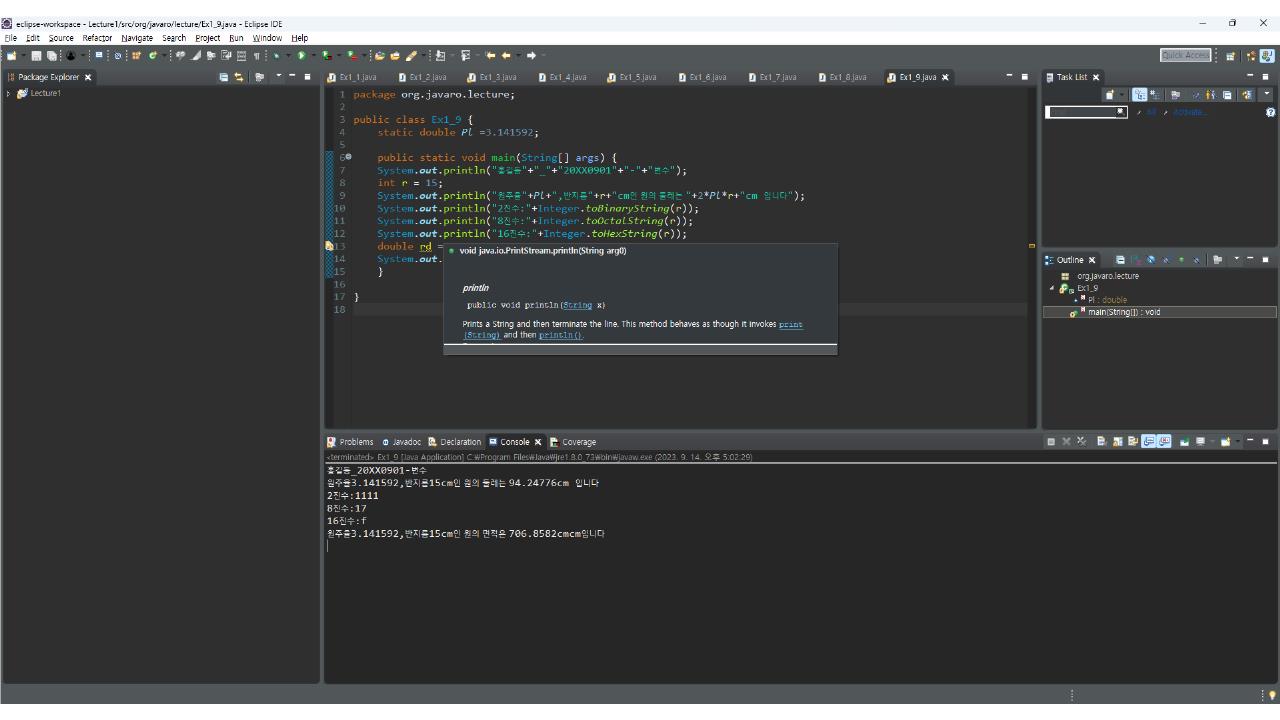 eclipse-workspace - Lecture1/src/org/javaro/lecture/Ex1_9.java - Eclipse IDE
File Edit Source Refactor Navigate Search Project Run Window Help
Quick Access
Package Explorer
Lecture1
Ex1_1.java Ex1_2.java Ex1_3.java Ex1_4.java Ex1_5.java Ex1_6.java Ex1_7.java Ex1_8.java Ex1_9.java
1 package org.javaro.lecture;
2
3 public class Ex1_9 {
4 static double Pl =3.141592;
5
6 public static void main(String[] args) {
7 System.out.println("홍길동"+"_"+"20XX0901"+"-"+"변수");
8 int r = 15;
9 System.out.println("원주율"+Pl+",반지름"+r+"cm인 원의 둘레는 "+2*Pl*r+"cm 입니다");
10 System.out.println("2진수:"+Integer.toBinaryString(r));
11 System.out.println("8진수:"+Integer.toOctalString(r));
12 System.out.println("16진수:"+Integer.toHexString(r));
13 double rd =
14 System.out.
15 }
16
17 }
18
void java.io.PrintStream.println(String arg0)
println
public void println(String x)
Prints a String and then terminate the line. This method behaves as though it invokes print
(String) and then println().
Task List
All Activate...
Outline
org.javaro.lecture
Ex1_9
Pl : double
main(String[]) : void
Problems Javadoc Declaration Console Coverage
<terminated> Ex1_9 [Java Application] C:₩Program Files₩Java₩jre1.8.0_73₩bin₩javaw.exe (2023. 9. 14. 오후 5:02:29)
홍길동_20XX0901-변수
원주율3.141592,반지름15cm인 원의 둘레는 94.24776cm 입니다
2진수:1111
8진수:17
16진수:f
원주율3.141592,반지름15cm인 원의 면적은 706.8582cmcm입니다